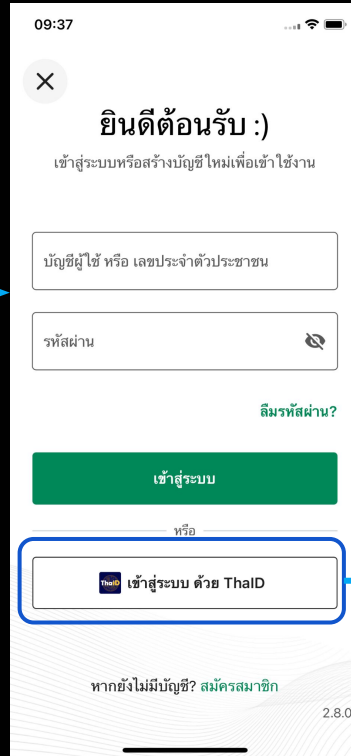 09:37
ยินดีต้อนรับ :)
เข้าสู่ระบบหรือสร้างบัญชีใหม่เพื่อเข้าใช้งาน
บัญชีผู้ใช้ หรือ เลขประจำตัวประชาชน
รหัสผ่าน
ลืมรหัสผ่าน?
เข้าสู่ระบบ
หรือ
ThaID เข้าสู่ระบบ ด้วย ThaID
หากยังไม่มีบัญชี? สมัครสมาชิก
2.8.0